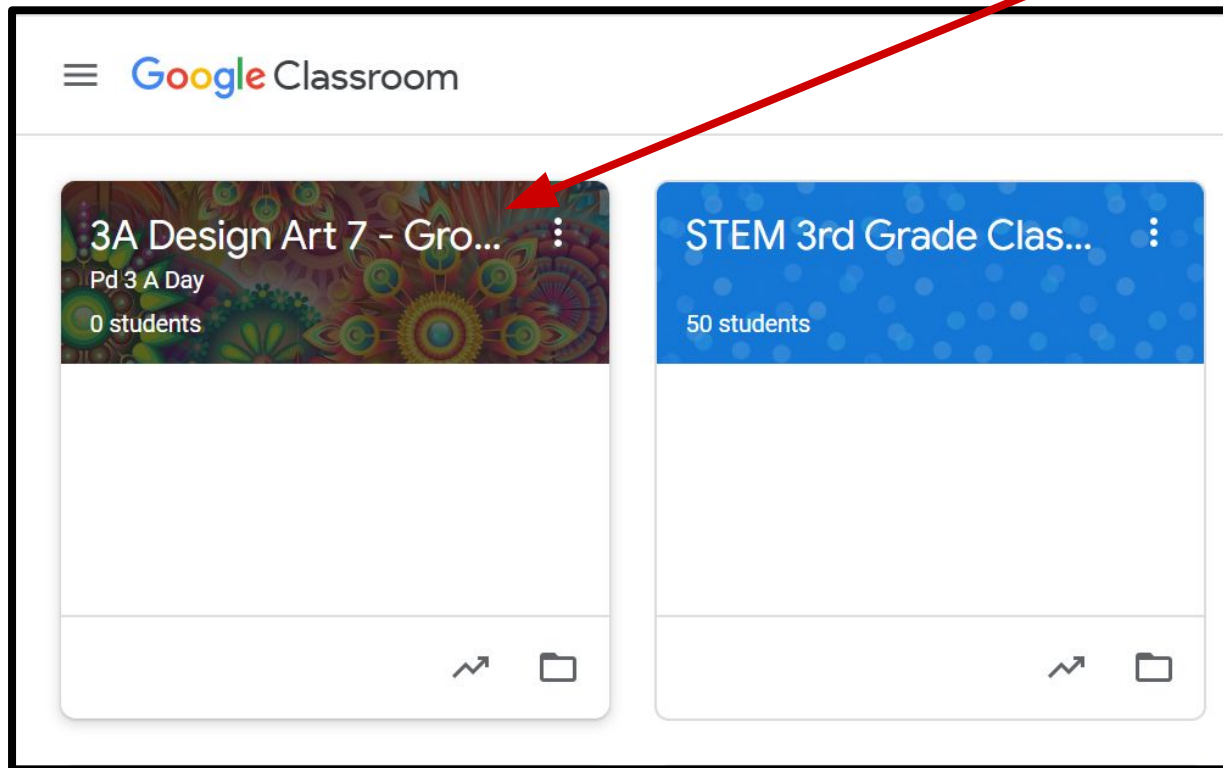 Google Classroom
3A Design Art 7 - Gro...
Pd 3 A Day
0 students
STEM 3rd Grade Clas...
50 students